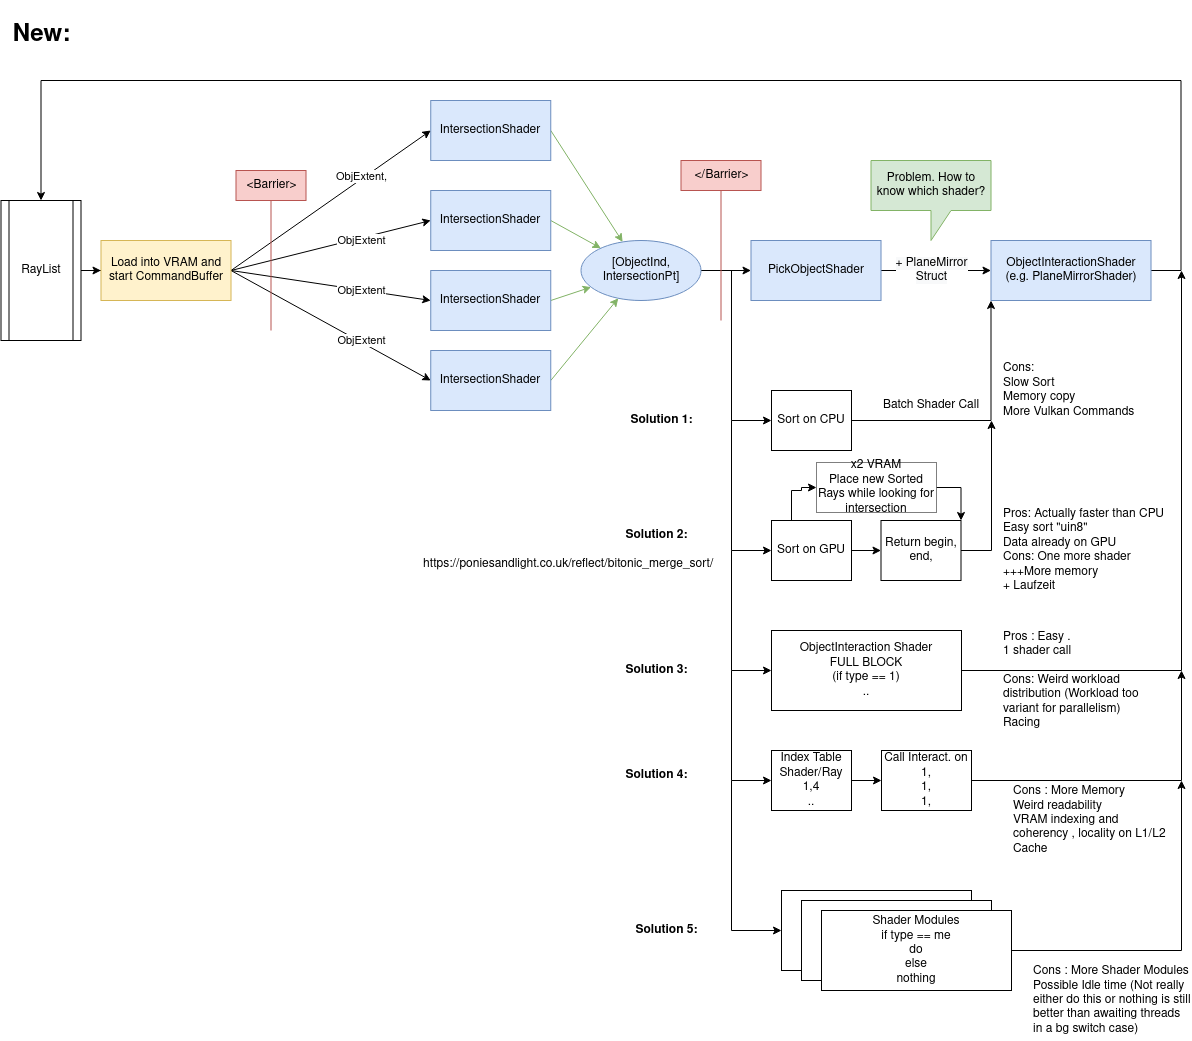 New:
<Barrier>
ObjExtent,
ObjExtent
ObjExtent
ObjExtent
IntersectionShader
IntersectionShader
IntersectionShader
IntersectionShader
RayList
Load into VRAM and
start CommandBuffer
[ObjectInd,
IntersectionPt]
</Barrier>
PickObjectShader
+ PlaneMirror
Struct
Problem. How to
know which shader?
ObjectInteractionShader
(e.g. PlaneMirrorShader)
Solution 1:
Sort on CPU
Batch Shader Call
Cons:
Slow Sort
Memory copy
More Vulkan Commands
Solution 2:
https://poniesandlight.co.uk/reflect/bitonic_merge_sort/
x2 VRAM
Place new Sorted
Rays while looking for
intersection
Sort on GPU
Return begin,
end,
Pros: Actually faster than CPU
Easy sort "uin8"
Data already on GPU
Cons: One more shader
+++More memory
+ Laufzeit
Solution 3:
ObjectInteraction Shader
FULL BLOCK
(if type == 1)
..
Pros : Easy .
1 shader call
Cons: Weird workload
distribution (Workload too
variant for parallelism)
Racing
Solution 4:
Index Table
Shader/Ray
1,4
..
Call Interact. on
1,
1,
1,
Cons : More Memory
Weird readability
VRAM indexing and
coherency , locality on L1/L2
Cache
Solution 5:
Shader Modules
if type == me
do
else
nothing
Cons : More Shader Modules
Possible Idle time (Not really
either do this or nothing is still
better than awaiting threads
in a bg switch case)